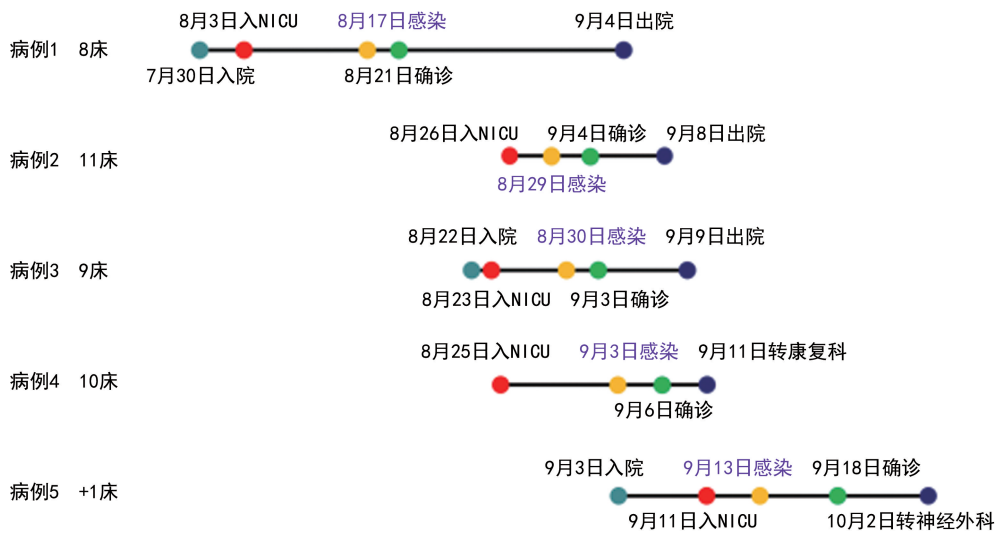 8月3日入NICU 8月17日感染 9月4日出院
病例1 8床
7月30日入院 8月21日确诊
8月26日入NICU 9月4日确诊 9月8日出院
病例2 11床
8月29日感染
8月22日入院 8月30日感染 9月9日出院
病例3 9床
8月23日入NICU 9月3日确诊
8月25日入NICU 9月3日感染 9月11日转康复科
病例4 10床
9月6日确诊
9月3日入院 9月13日感染 9月18日确诊
病例5 +1床
9月11日入NICU 10月2日转神经外科